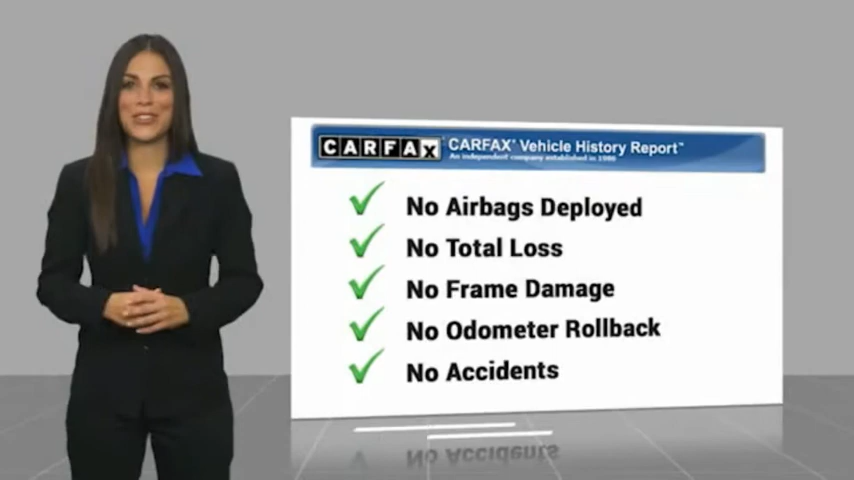 CARFAX CARFAX® Vehicle History Report™
An independent company established in 1986
No Airbags Deployed
No Total Loss
No Frame Damage
No Odometer Rollback
No Accidents